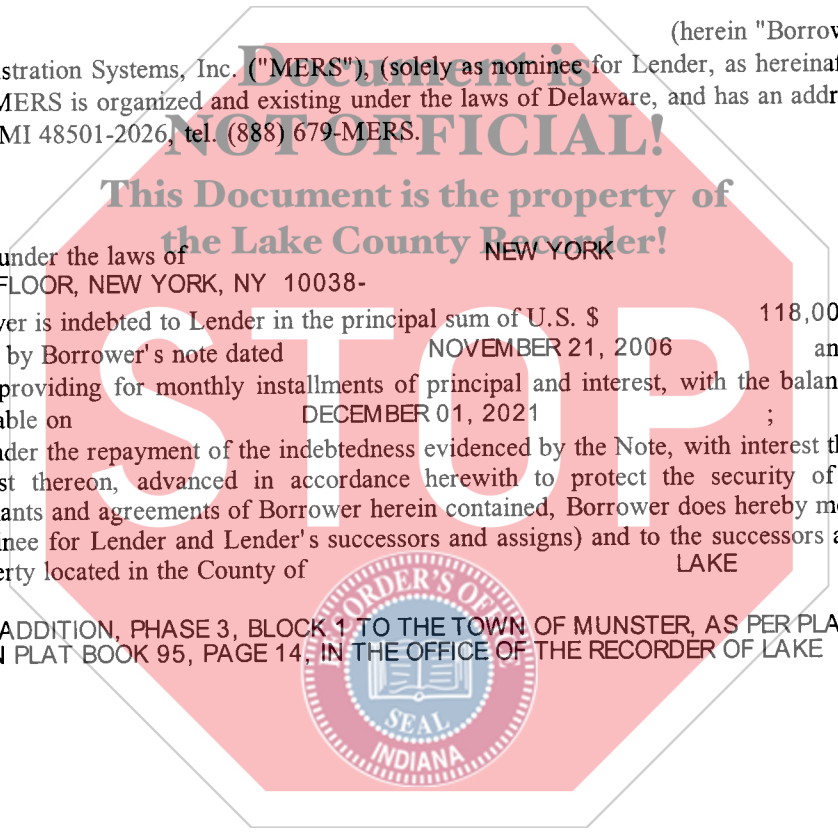 (herein "Borrow
stration Systems, Inc. ("MERS"), (solely as nominee for Lender, as hereinaf
MERS is organized and existing under the laws of Delaware, and has an addr
MI 48501-2026, tel. (888) 679-MERS.
Document is
NOT OFFICIAL!
This Document is the property of
the Lake County Recorder!
under the laws of NEW YORK
FLOOR, NEW YORK, NY 10038-
ver is indebted to Lender in the principal sum of U.S. $ 118,00
by Borrower's note dated NOVEMBER 21, 2006 an
providing for monthly installments of principal and interest, with the balan
able on DECEMBER 01, 2021 ;
nder the repayment of the indebtedness evidenced by the Note, with interest th
st thereon, advanced in accordance herewith to protect the security of
ants and agreements of Borrower herein contained, Borrower does hereby mo
inee for Lender and Lender's successors and assigns) and to the successors a
erty located in the County of LAKE
ADDITION, PHASE 3, BLOCK 1 TO THE TOWN OF MUNSTER, AS PER PLA
N PLAT BOOK 95, PAGE 14, IN THE OFFICE OF THE RECORDER OF LAKE
STOP
RECORDER'S OFFICE
SEAL
INDIANA